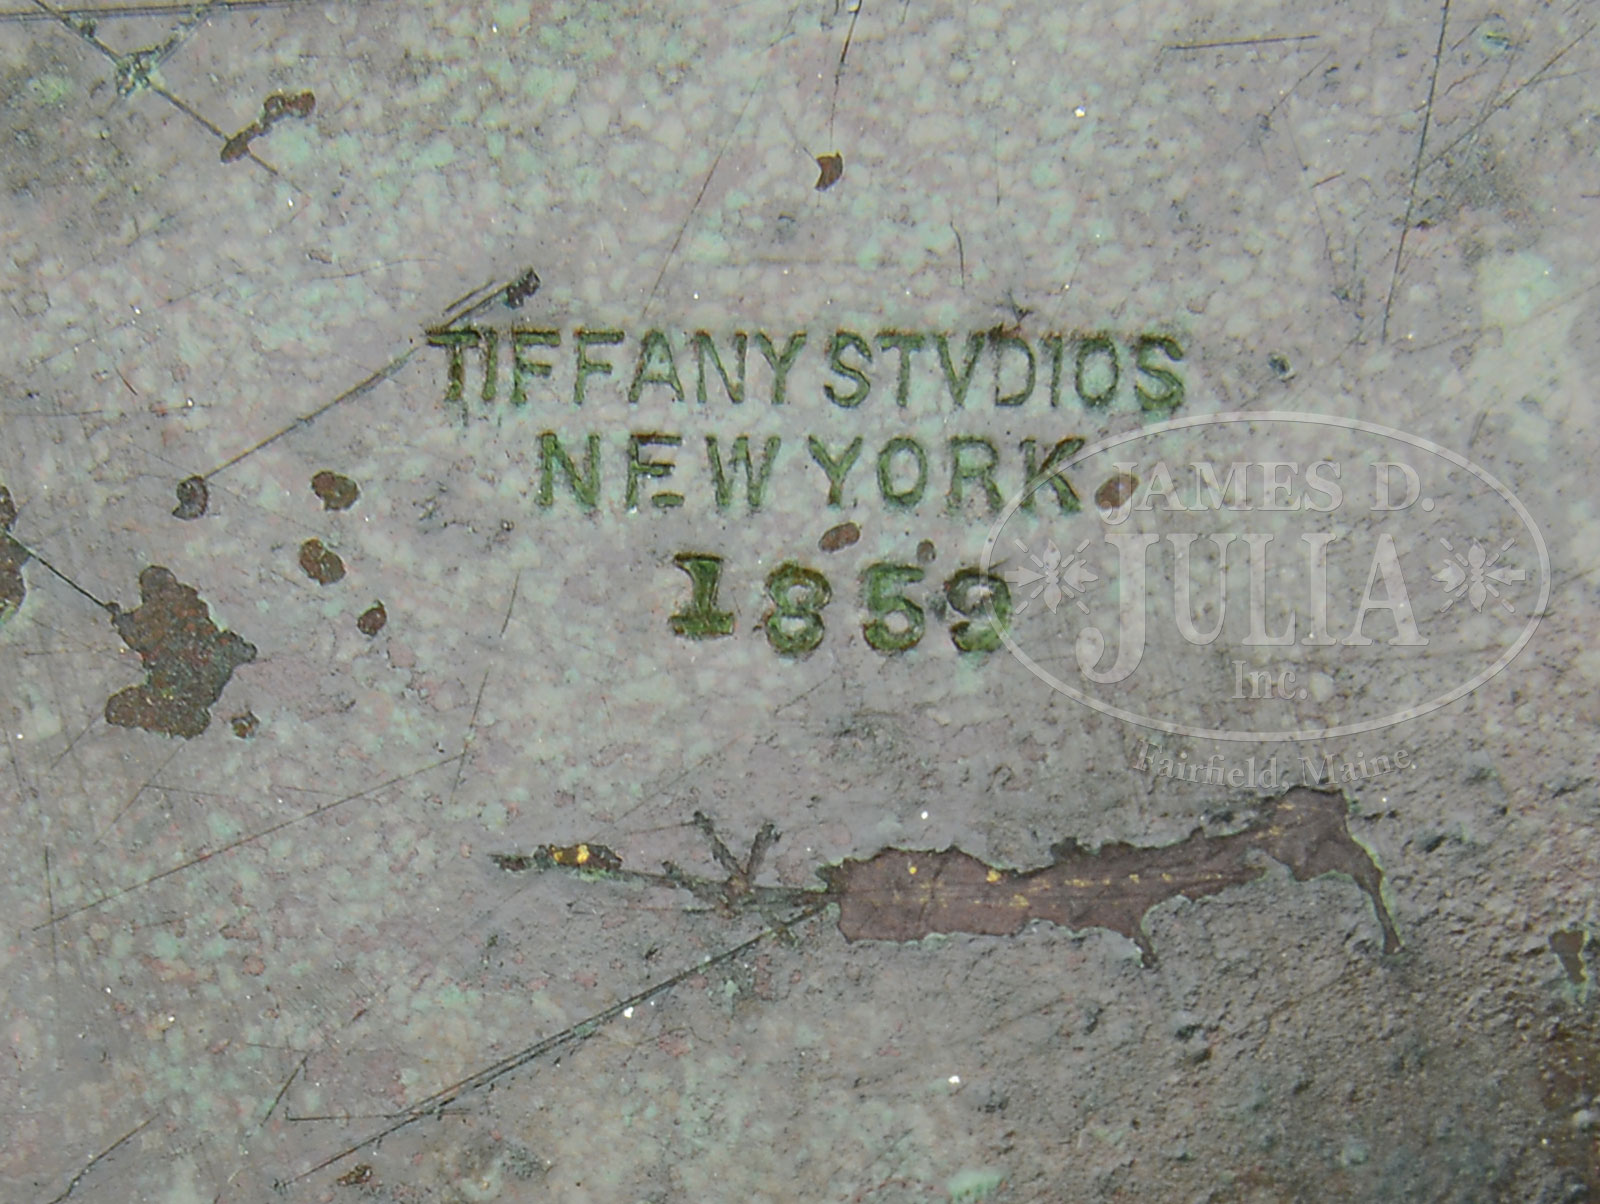 TIFFANY STVDIOS
NEW YORK
1859
JAMES D.
JULIA
Inc.
Fairfield, Maine.